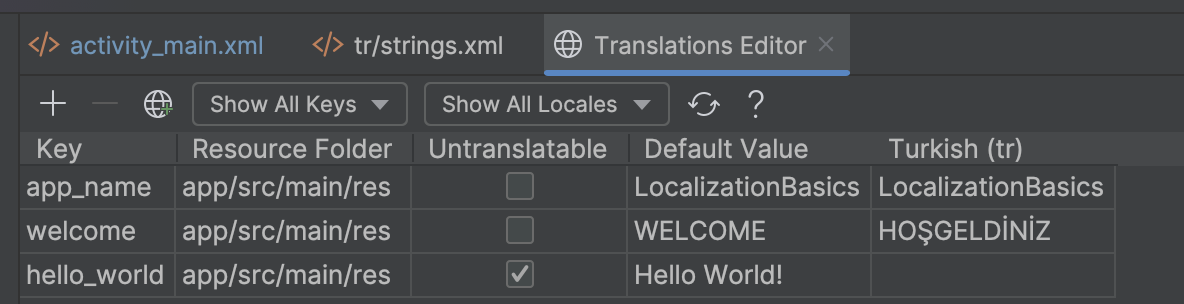 </> activity_main.xml </> tr/strings.xml Translations Editor ×
Show All Keys Show All Locales ?
Key Resource Folder Untranslatable Default Value Turkish (tr)
app_name app/src/main/res LocalizationBasics LocalizationBasics
welcome app/src/main/res WELCOME HOŞGELDİNİZ
hello_world app/src/main/res Hello World!